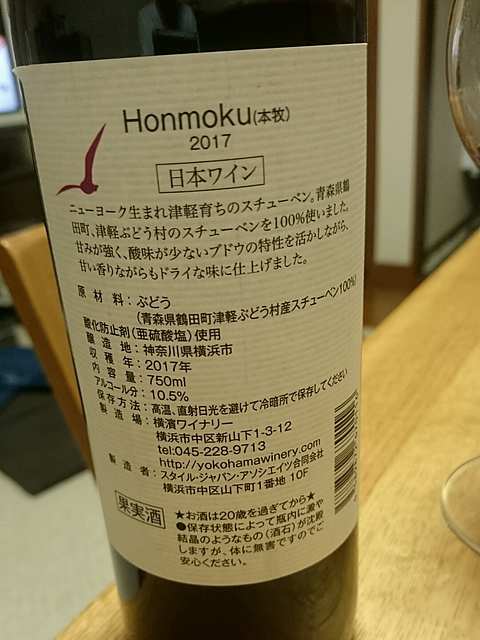 Honmoku(本牧)
2017
日本ワイン
ニューヨーク生まれ津軽育ちのスチューベン。青森県鶴
田町、津軽ぶどう村のスチューベンを100%使いました。
甘みが強く、酸味が少ないブドウの特性を活かしながら、
甘い香りながらもドライな味に仕上げました。
原材料：ぶどう
(青森県鶴田町津軽ぶどう村産スチューベン100%)
酸化防止剤(亜硫酸塩)使用
醸造地：神奈川県横浜市
収穫年：2017年
内容量：750ml
アルコール分：10.5%
保存方法：高温、直射日光を避けて冷暗所で保存してください
製造場：横濱ワイナリー
横浜市中区新山下1-3-12
tel:045-228-9713
http://yokohamawinery.com
製造者：スタイル・ジャパン・アソシエイツ合同会社
横浜市中区山下町1番地 10F
果実酒
★お酒は20歳を過ぎてから★
●保存状態によって瓶内に澱や
結晶のようなもの(酒石)が沈殿
しますが、体に無害ですのでご
安心ください。